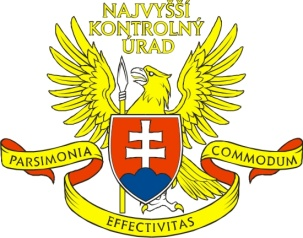 NAJVYŠŠÍ
KONTROLNÝ
ÚRAD
PARSIMONIA
COMMODUM
EFFECTIVITAS